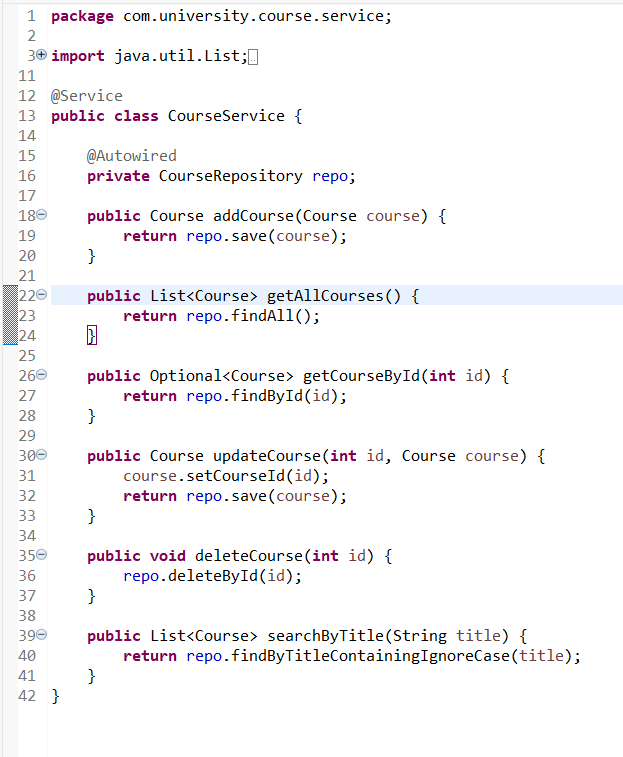 1 package com.university.course.service;
2
3 import java.util.List;
11
12 @Service
13 public class CourseService {
14
15     @Autowired
16     private CourseRepository repo;
17
18     public Course addCourse(Course course) {
19         return repo.save(course);
20     }
21
22     public List<Course> getAllCourses() {
23         return repo.findAll();
24     }
25
26     public Optional<Course> getCourseById(int id) {
27         return repo.findById(id);
28     }
29
30     public Course updateCourse(int id, Course course) {
31         course.setCourseId(id);
32         return repo.save(course);
33     }
34
35     public void deleteCourse(int id) {
36         repo.deleteById(id);
37     }
38
39     public List<Course> searchByTitle(String title) {
40         return repo.findByTitleContainingIgnoreCase(title);
41     }
42 }